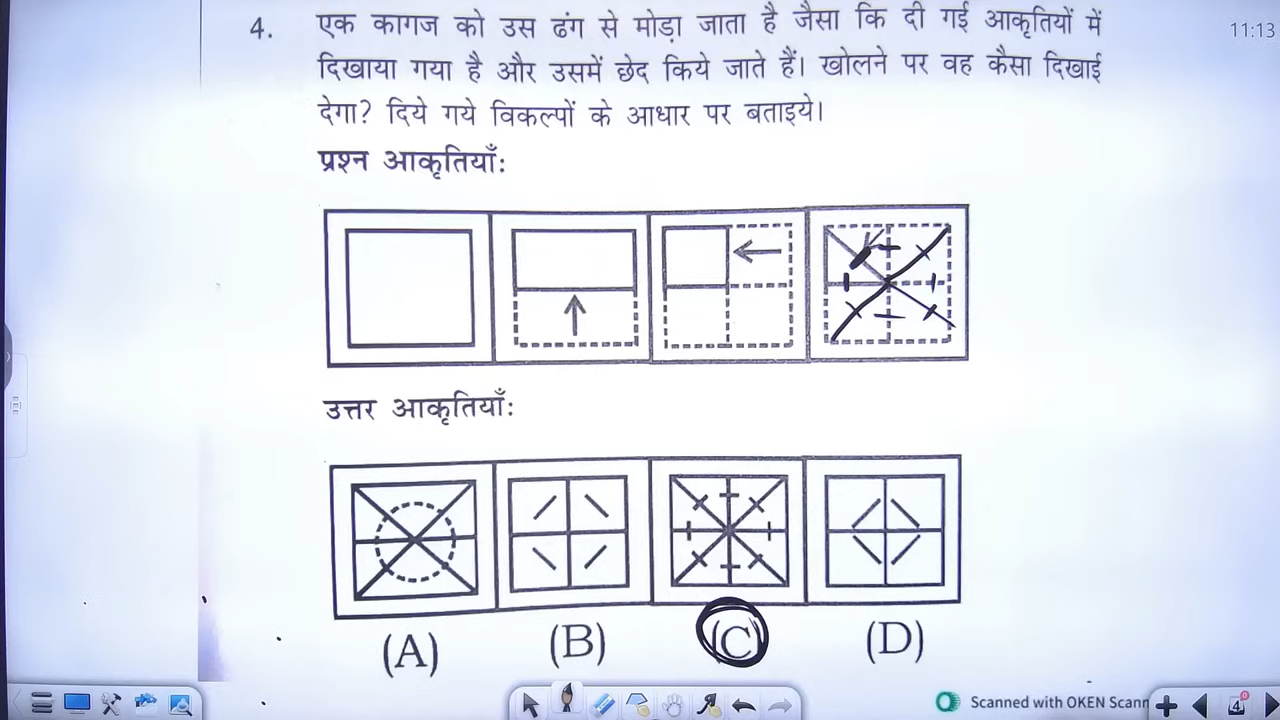 4. एक कागज को उस ढंग से मोड़ा जाता है जैसा कि दी गई आकृतियों में
11:13
दिखाया गया है और उसमें छेद किये जाते हैं। खोलने पर वह कैसा दिखाई
देगा? दिये गये विकल्पों के आधार पर बताइये।
प्रश्न आकृतियाँ:
उत्तर आकृतियाँ:
(A) (B) (C) (D)
Scanned with OKEN Scann
4